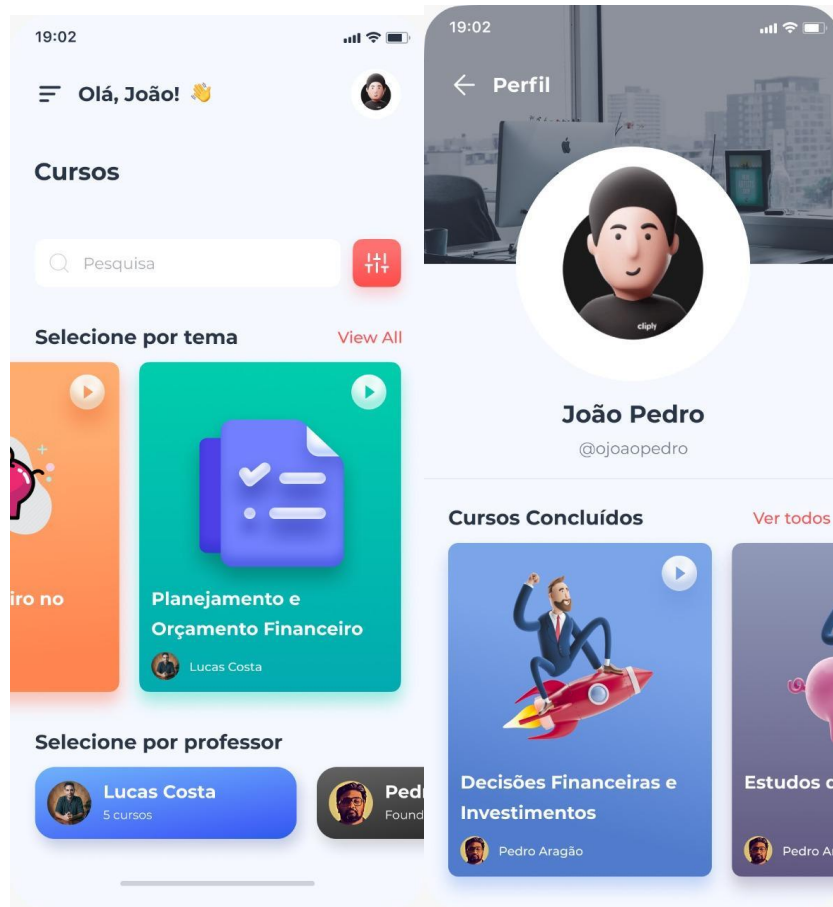 19:02
Olá, João!
Cursos
Pesquisa
Selecione por tema
View All
iro no
Planejamento e
Orçamento Financeiro
Lucas Costa
Selecione por professor
Lucas Costa
5 cursos
Ped
Found
19:02
Perfil
cliply
João Pedro
@ojoaopedro
Cursos Concluídos
Ver todos
Decisões Financeiras e
Investimentos
Pedro Aragão
Estudos d
Pedro Ar